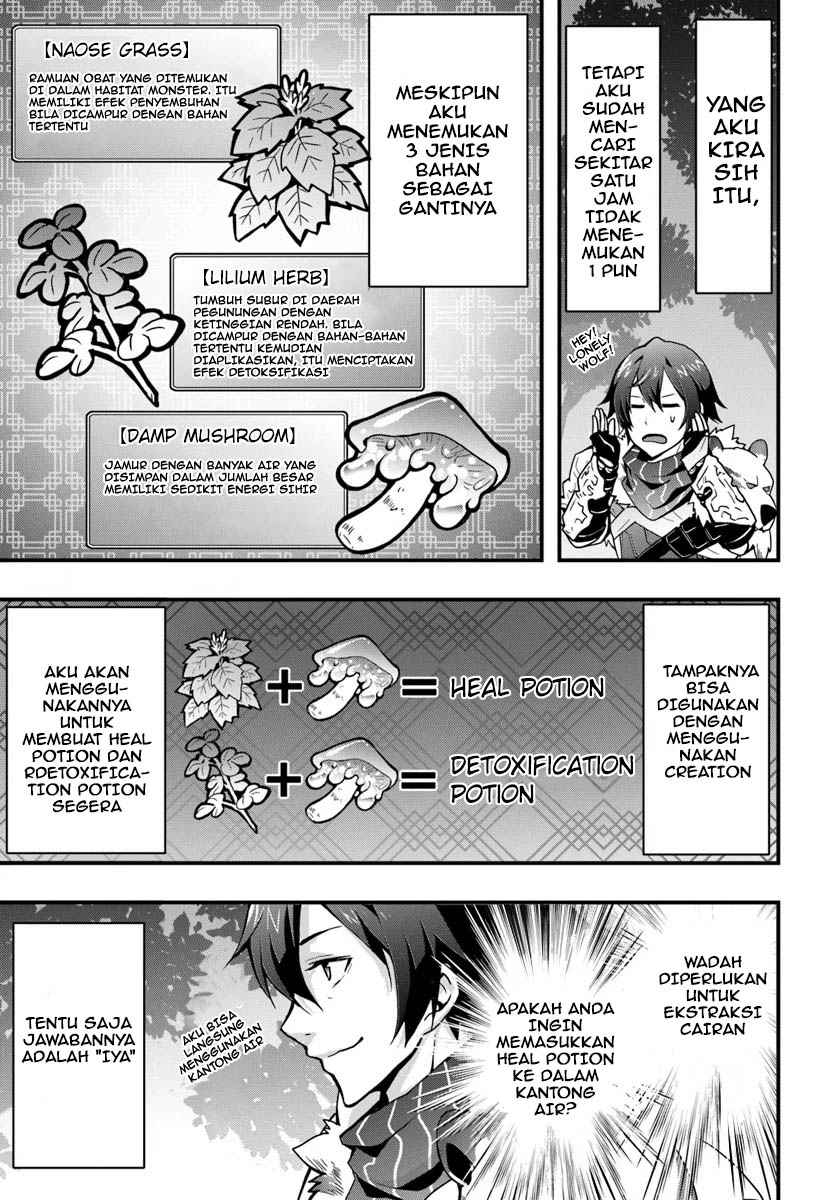 YANG
AKU
KIRA
SIH
ITU,
TETAPI
AKU
SUDAH
MEN-
CARI
SEKITAR
SATU
JAM
TIDAK
MENE-
MUKAN
1 PUN
HEY!
LONELY
WOLF!
MESKIPUN
AKU
MENEMUKAN
3 JENIS
BAHAN
SEBAGAI
GANTINYA
【NAOSE GRASS】
RAMUAN OBAT YANG DITEMUKAN
DI DALAM HABITAT MONSTER. ITU
MEMILIKI EFEK PENYEMBUHAN
BILA DICAMPUR DENGAN BAHAN
TERTENTU
【LILIUM HERB】
TUMBUH SUBUR DI DAERAH
PEGUNUNGAN DENGAN
KETINGGIAN RENDAH. BILA
DICAMPUR DENGAN BAHAN-BAHAN
TERTENTU KEMUDIAN
DIAPLIKASIKAN, ITU MENCIPTAKAN
EFEK DETOKSIFIKASI
【DAMP MUSHROOM】
JAMUR DENGAN BANYAK AIR YANG
DISIMPAN DALAM JUMLAH BESAR
MEMILIKI SEDIKIT ENERGI SIHIR
TAMPAKNYA
BISA
DIGUNAKAN
DENGAN
MENGGU-
NAKAN
CREATION
+ = HEAL POTION
+ = DETOXIFICATION
POTION
AKU AKAN
MENGGU-
NAKANNYA
UNTUK
MEMBUAT HEAL
POTION DAN
RDETOXIFICA-
TION POTION
SEGERA
WADAH
DIPERLUKAN
UNTUK
EKSTRAKSI
CAIRAN
APAKAH ANDA
INGIN
MEMASUKKAN
HEAL POTION
KE DALAM
KANTONG
AIR?
AKU BISA
LANGSUNG
MENGGUNAKAN
KANTONG AIR
TENTU SAJA
JAWABANNYA
ADALAH "IYA"